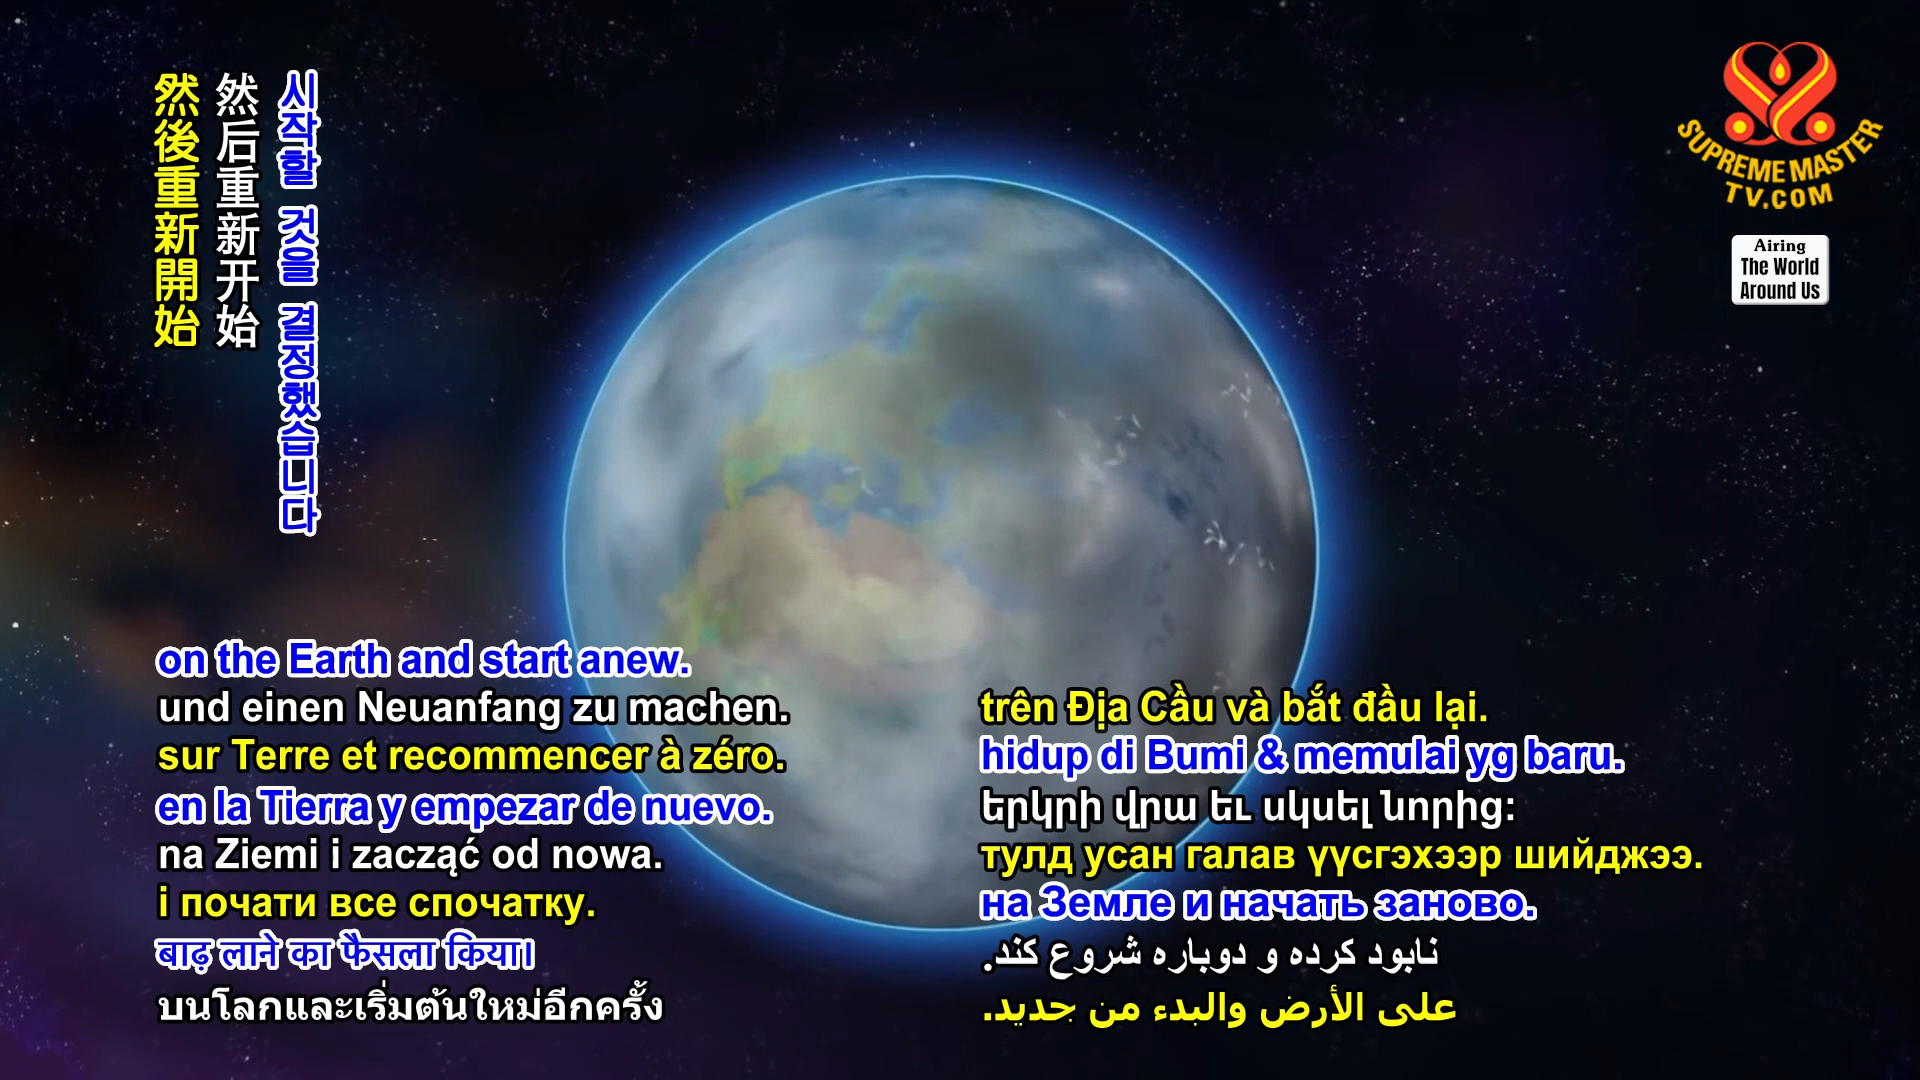 然後重新開始
然后重新开始
시작할 것을 결정했습니다
SUPREME MASTER
TV.COM
Airing
The World
Around Us
on the Earth and start anew.
und einen Neuanfang zu machen.
sur Terre et recommencer à zéro.
en la Tierra y empezar de nuevo.
na Ziemi i zacząć od nowa.
і почати все спочатку.
बाढ़ लाने का फैसला किया।
บนโลกและเริ่มต้นใหม่อีกครั้ง
trên Địa Cầu và bắt đầu lại.
hidup di Bumi & memulai yg baru.
երկրի վրա եւ սկսել նորից:
тулд усан галав үүсгэхээр шийджээ.
на Земле и начать заново.
نابود کرده و دوباره شروع کند.
على الأرض والبدء من جديد.